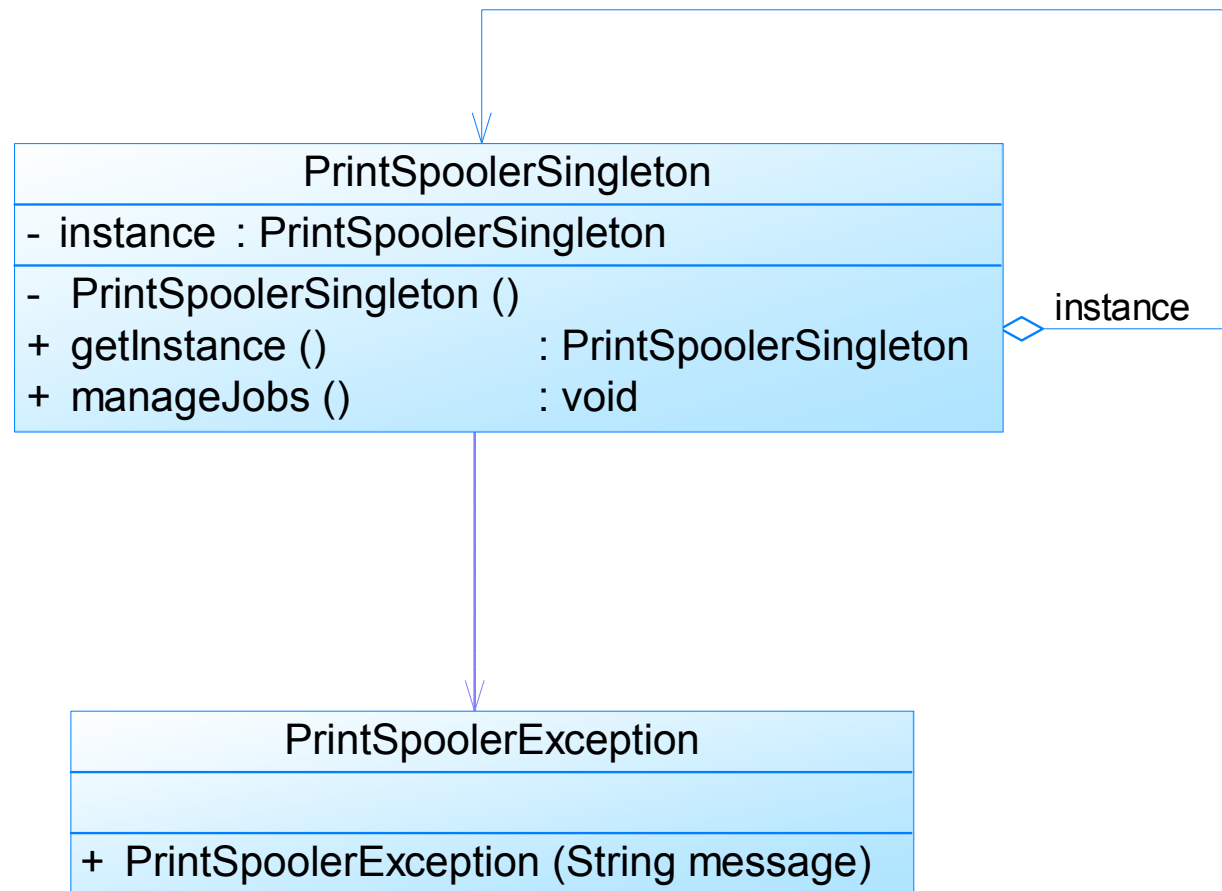 PrintSpoolerSingleton
- instance : PrintSpoolerSingleton
- PrintSpoolerSingleton ()
+ getInstance () : PrintSpoolerSingleton
+ manageJobs () : void
instance
PrintSpoolerException
+ PrintSpoolerException (String message)